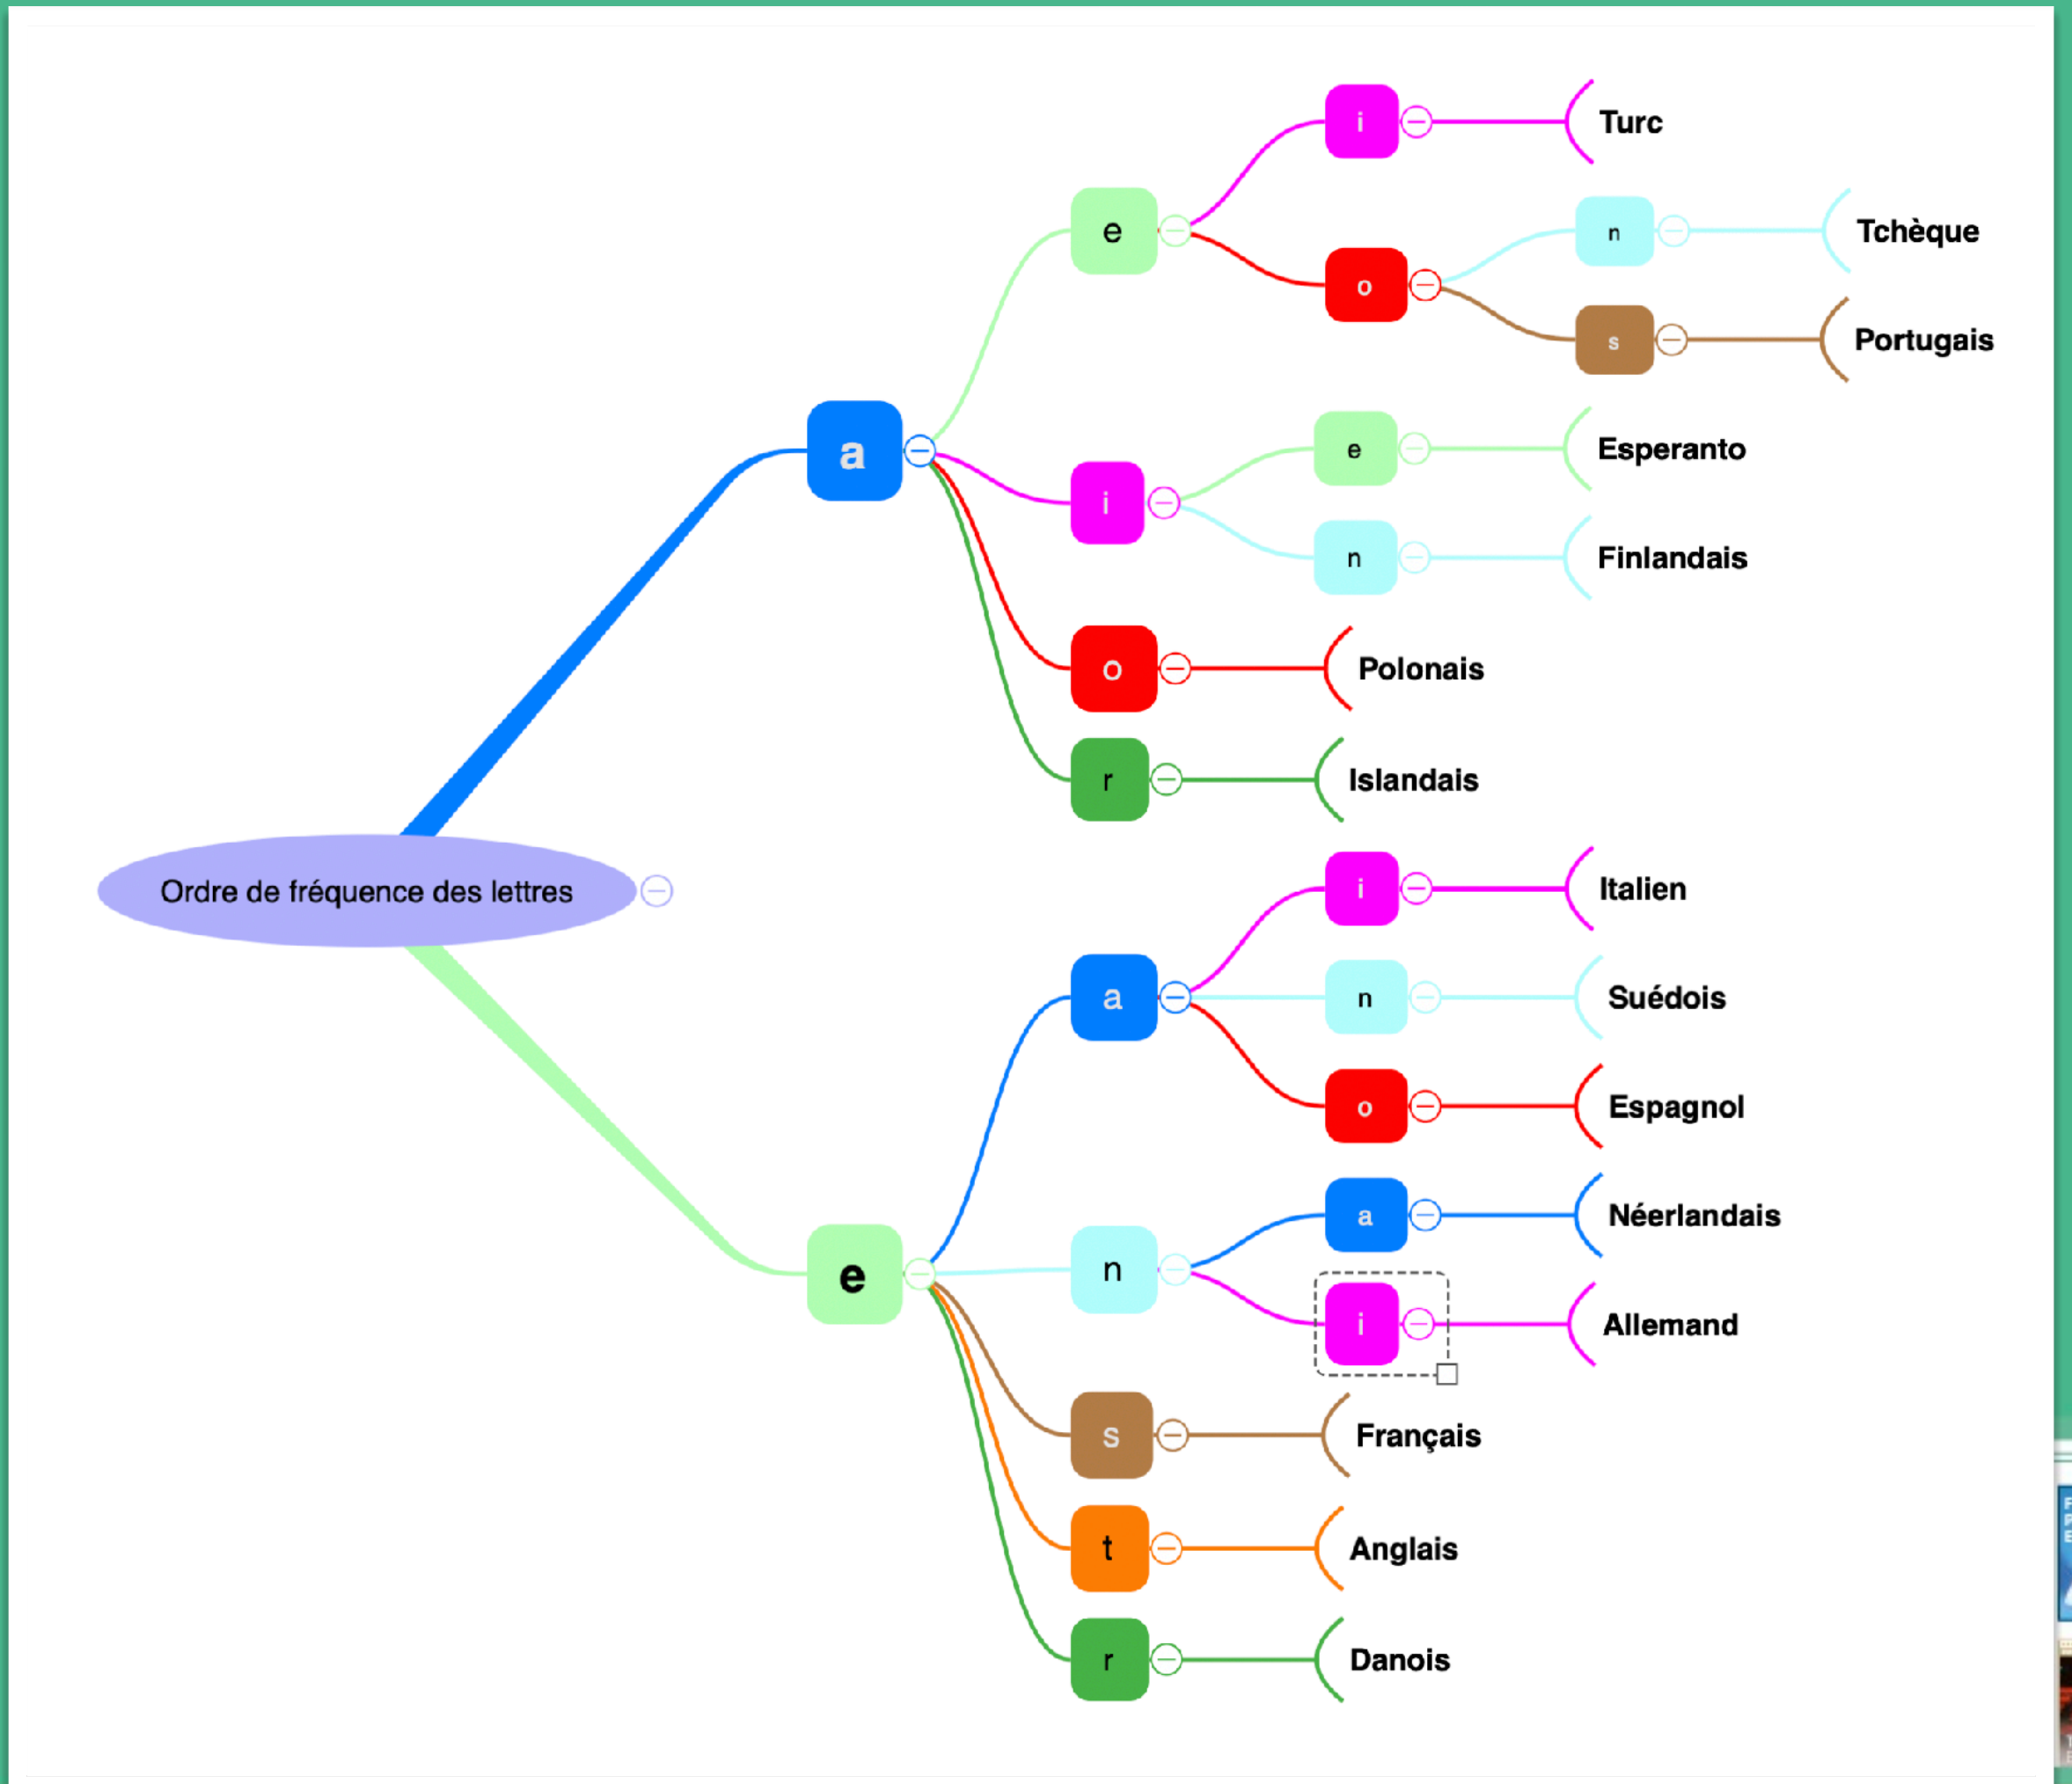 Ordre de fréquence des lettres
a
e
i
Turc
o
n
Tchèque
s
Portugais
i
e
Esperanto
n
Finlandais
o
Polonais
r
Islandais
e
a
i
Italien
n
Suédois
o
Espagnol
n
a
Néerlandais
i
Allemand
s
Français
t
Anglais
r
Danois